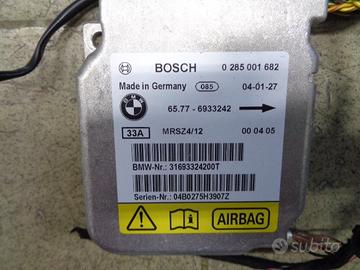 BOSCH 0 285 001 682
Made in Germany 085 04-01-27
BMW 65.77 - 6933242
33A MRSZ4/12 00 04 05
BMW-Nr.: 31693324200T
Serien-Nr.: 04B0275H3907Z
! i AIRBAG
subito